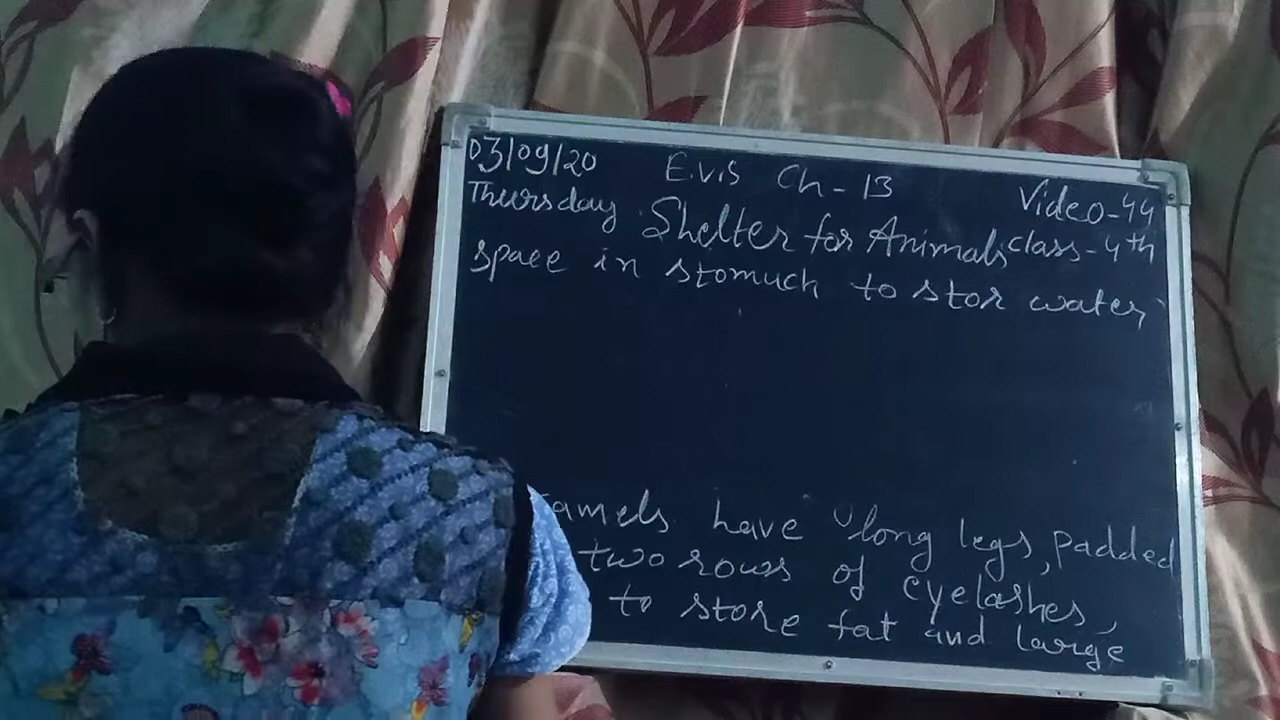 03/09/20 E.vis Ch-13 Video-44
Thursday Shelter for Animals class-4th
space in stomuch to stor water
amels have long legs, padded
two rows of eyelashes,
to store fat and large